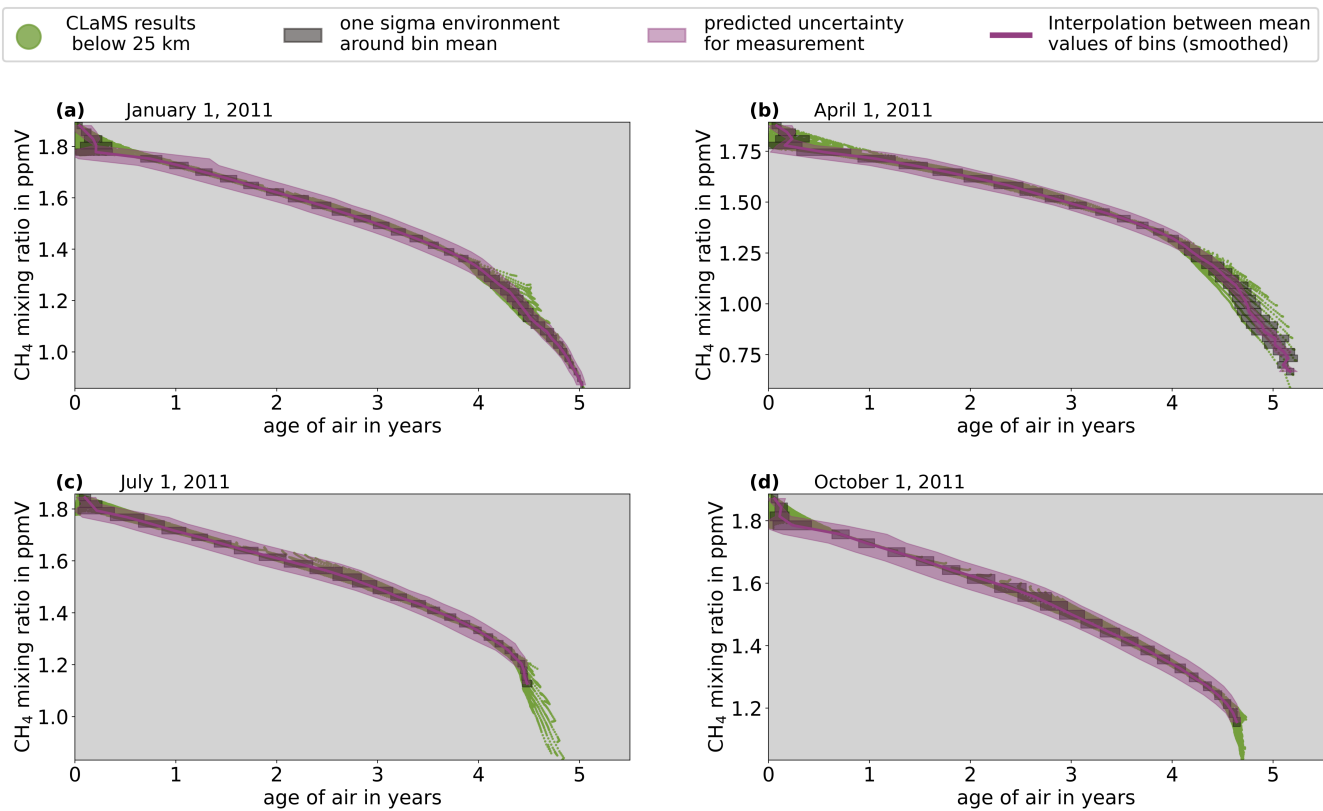 CLaMS results
below 25 km
one sigma environment
around bin mean
predicted uncertainty
for measurement
Interpolation between mean
values of bins (smoothed)
(a) January 1, 2011
CH₄ mixing ratio in ppmV
1.8
1.6
1.4
1.2
1.0
0 1 2 3 4 5
age of air in years
(b) April 1, 2011
CH₄ mixing ratio in ppmV
1.75
1.50
1.25
1.00
0.75
0 1 2 3 4 5
age of air in years
(c) July 1, 2011
CH₄ mixing ratio in ppmV
1.8
1.6
1.4
1.2
1.0
0 1 2 3 4 5
age of air in years
(d) October 1, 2011
CH₄ mixing ratio in ppmV
1.8
1.6
1.4
1.2
0 1 2 3 4 5
age of air in years